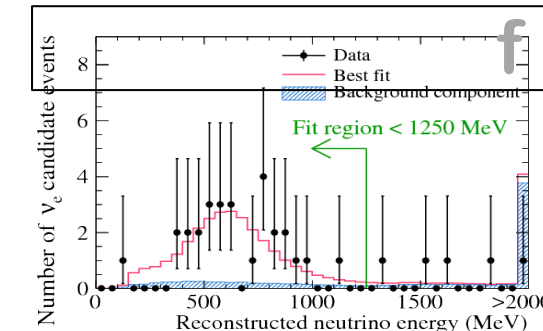 f
8
6
4
2
0
Number of νe candidate events
Data
Best fit
Background component
Fit region < 1250 MeV
0 500 1000 1500 >2000
Reconstructed neutrino energy (MeV)